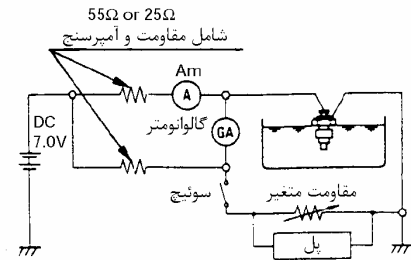 55Ω or 25Ω
شامل مقاومت و آمپرسنج
Am
A
گالوانومتر
GA
DC
7.0V
سوئیچ
مقاومت متغیر
پل